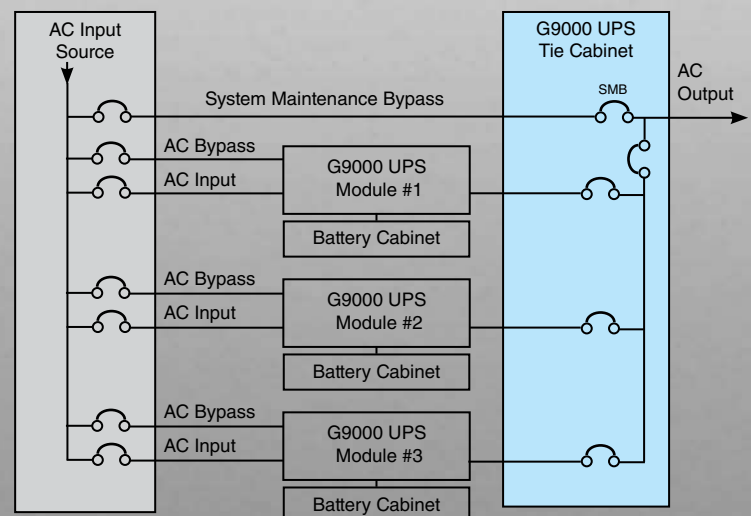 AC Input
Source
G9000 UPS
Tie Cabinet
AC
Output
System Maintenance Bypass
SMB
AC Bypass
AC Input
G9000 UPS
Module #1
Battery Cabinet
AC Bypass
AC Input
G9000 UPS
Module #2
Battery Cabinet
AC Bypass
AC Input
G9000 UPS
Module #3
Battery Cabinet